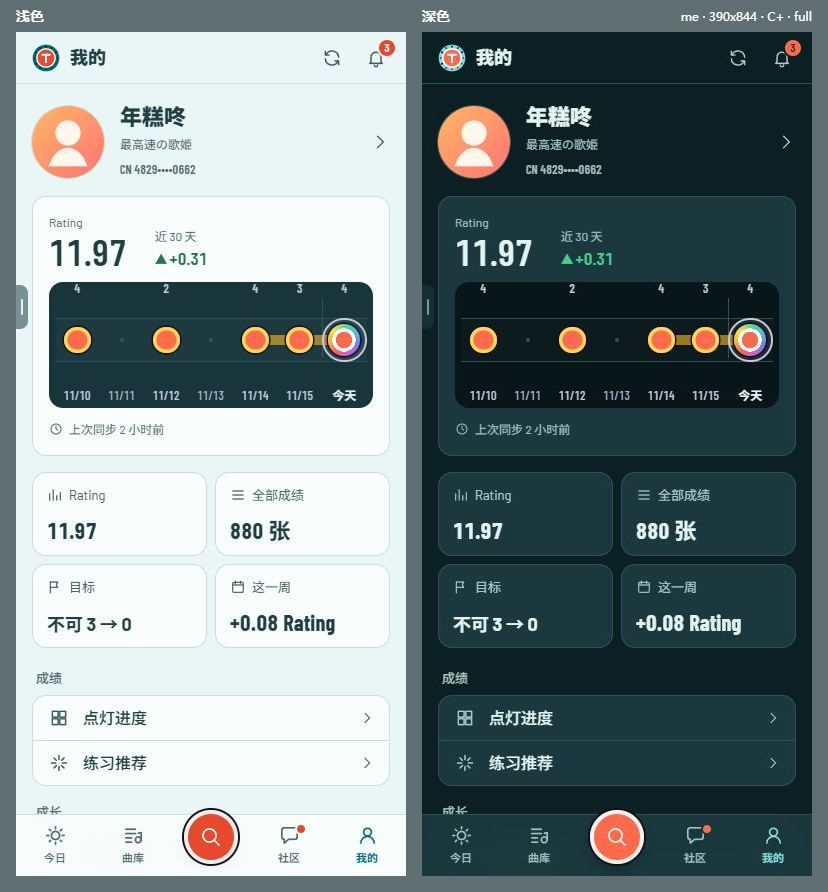 浅色
T 我的 3
年糕咚
最高速の歌姫
CN 4829••••0662
Rating
11.97
近 30 天
▲+0.31
4 2 4 3 4
11/10 11/11 11/12 11/13 11/14 11/15 今天
上次同步 2 小时前
Rating
11.97
全部成绩
880 张
目标
不可 3 → 0
这一周
+0.08 Rating
成绩
点灯进度
练习推荐
成长
今日 曲库 社区 我的
深色 me · 390x844 · C+ · full
T 我的 3
年糕咚
最高速の歌姫
CN 4829••••0662
Rating
11.97
近 30 天
▲+0.31
4 2 4 3 4
11/10 11/11 11/12 11/13 11/14 11/15 今天
上次同步 2 小时前
Rating
11.97
全部成绩
880 张
目标
不可 3 → 0
这一周
+0.08 Rating
成绩
点灯进度
练习推荐
成长
今日 曲库 社区 我的